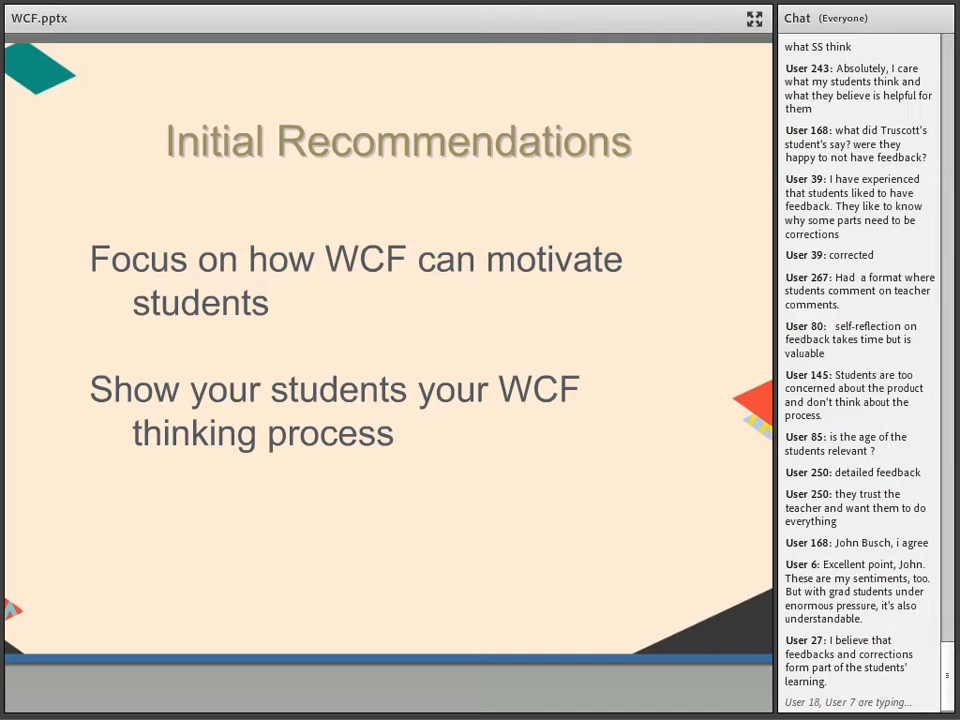 WCF.pptx
Initial Recommendations
Focus on how WCF can motivate
students
Show your students your WCF
thinking process
Chat (Everyone)
what SS think
User 243: Absolutely, I care
what my students think and
what they believe is helpful for
them
User 168: what did Truscott's
student's say? were they
happy to not have feedback?
User 39: I have experienced
that students liked to have
feedback. They like to know
why some parts need to be
corrections
User 39: corrected
User 267: Had a format where
students comment on teacher
comments.
User 80: self-reflection on
feedback takes time but is
valuable
User 145: Students are too
concerned about the product
and don't think about the
process.
User 85: is the age of the
students relevant ?
User 250: detailed feedback
User 250: they trust the
teacher and want them to do
everything
User 168: John Busch, i agree
User 6: Excellent point, John.
These are my sentiments, too.
But with grad students under
enormous pressure, it's also
understandable.
User 27: I believe that
feedbacks and corrections
form part of the students'
learning.
User 18, User 7 are typing...